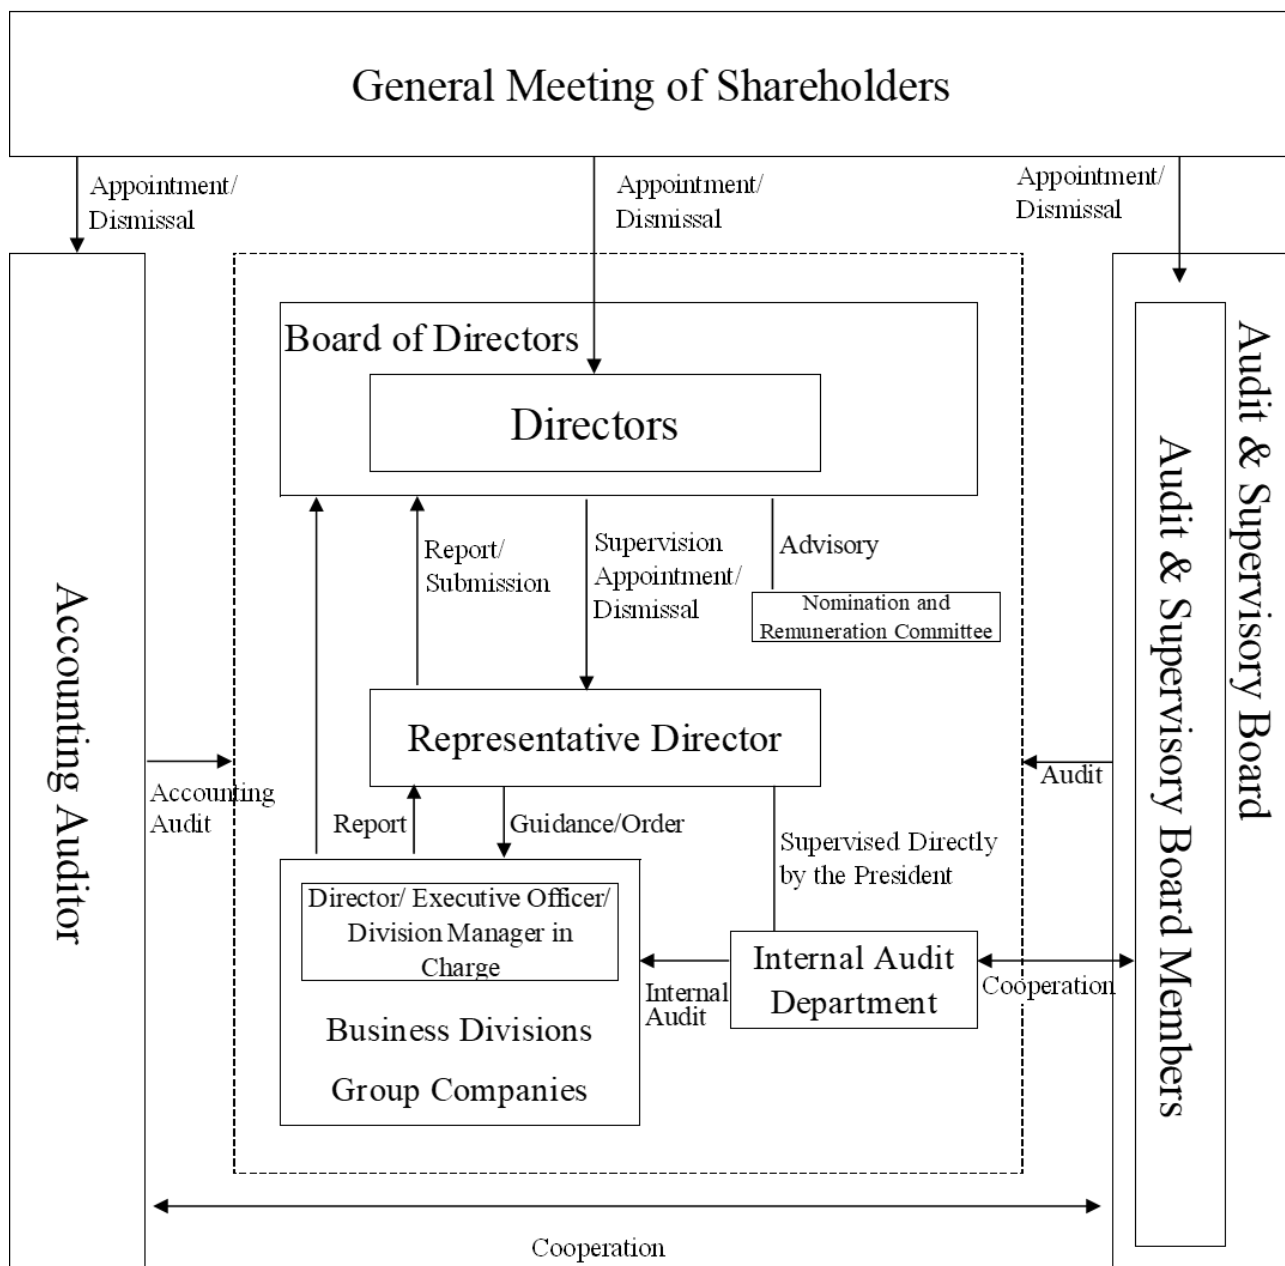 General Meeting of Shareholders
Appointment/
Dismissal
Appointment/
Dismissal
Appointment/
Dismissal
Board of Directors
Directors
Report/
Submission
Supervision
Appointment/
Dismissal
Advisory
Nomination and
Remuneration Committee
Representative Director
Accounting Auditor
Accounting
Audit
Audit
Audit & Supervisory Board
Audit & Supervisory Board Members
Report
Guidance/Order
Supervised Directly
by the President
Director/ Executive Officer/
Division Manager in
Charge
Business Divisions
Group Companies
Internal
Audit
Internal Audit
Department
Cooperation
Cooperation